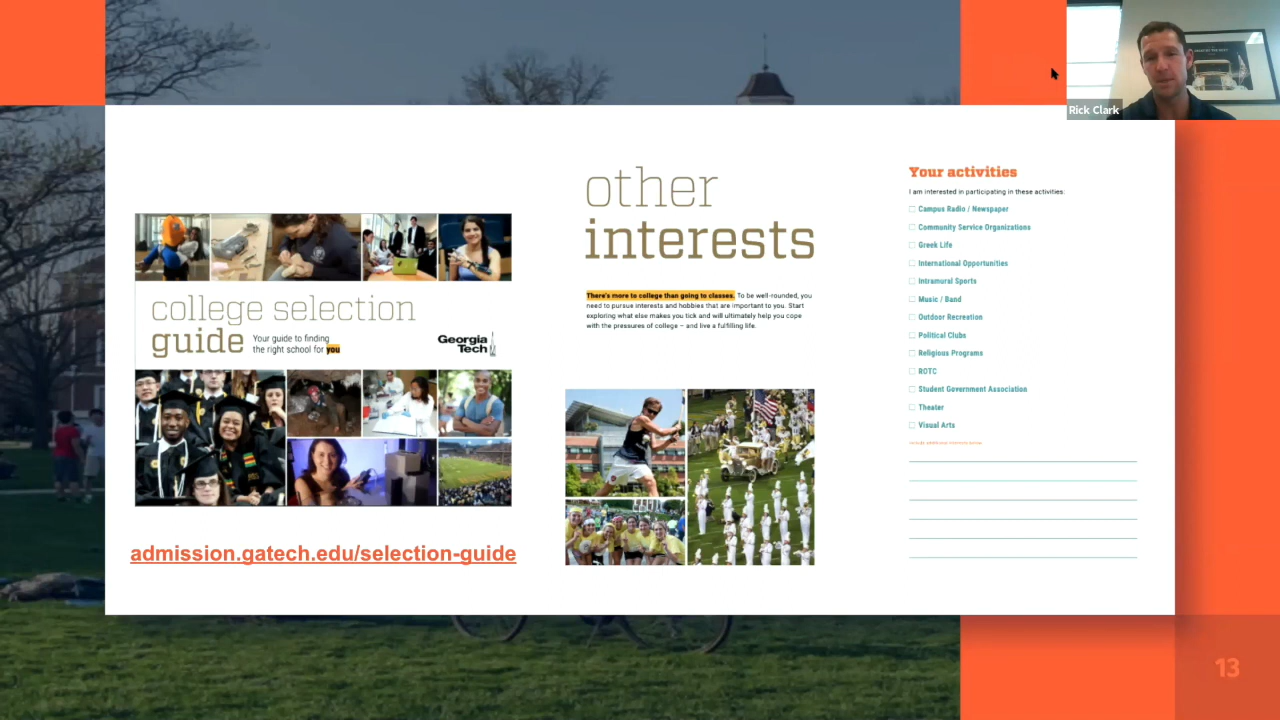 Rick Clark
college selection
guide
Your guide to finding
the right school for you
Georgia
Tech
admission.gatech.edu/selection-guide
other
interests
There's more to college than going to classes. To be well-rounded, you
need to pursue interests and hobbies that are important to you. Start
exploring what else makes you tick and will ultimately help you cope
with the pressures of college – and live a fulfilling life.
Your activities
I am interested in participating in these activities:
Campus Radio / Newspaper
Community Service Organizations
Greek Life
International Opportunities
Intramural Sports
Music / Band
Outdoor Recreation
Political Clubs
Religious Programs
ROTC
Student Government Association
Theater
Visual Arts
13